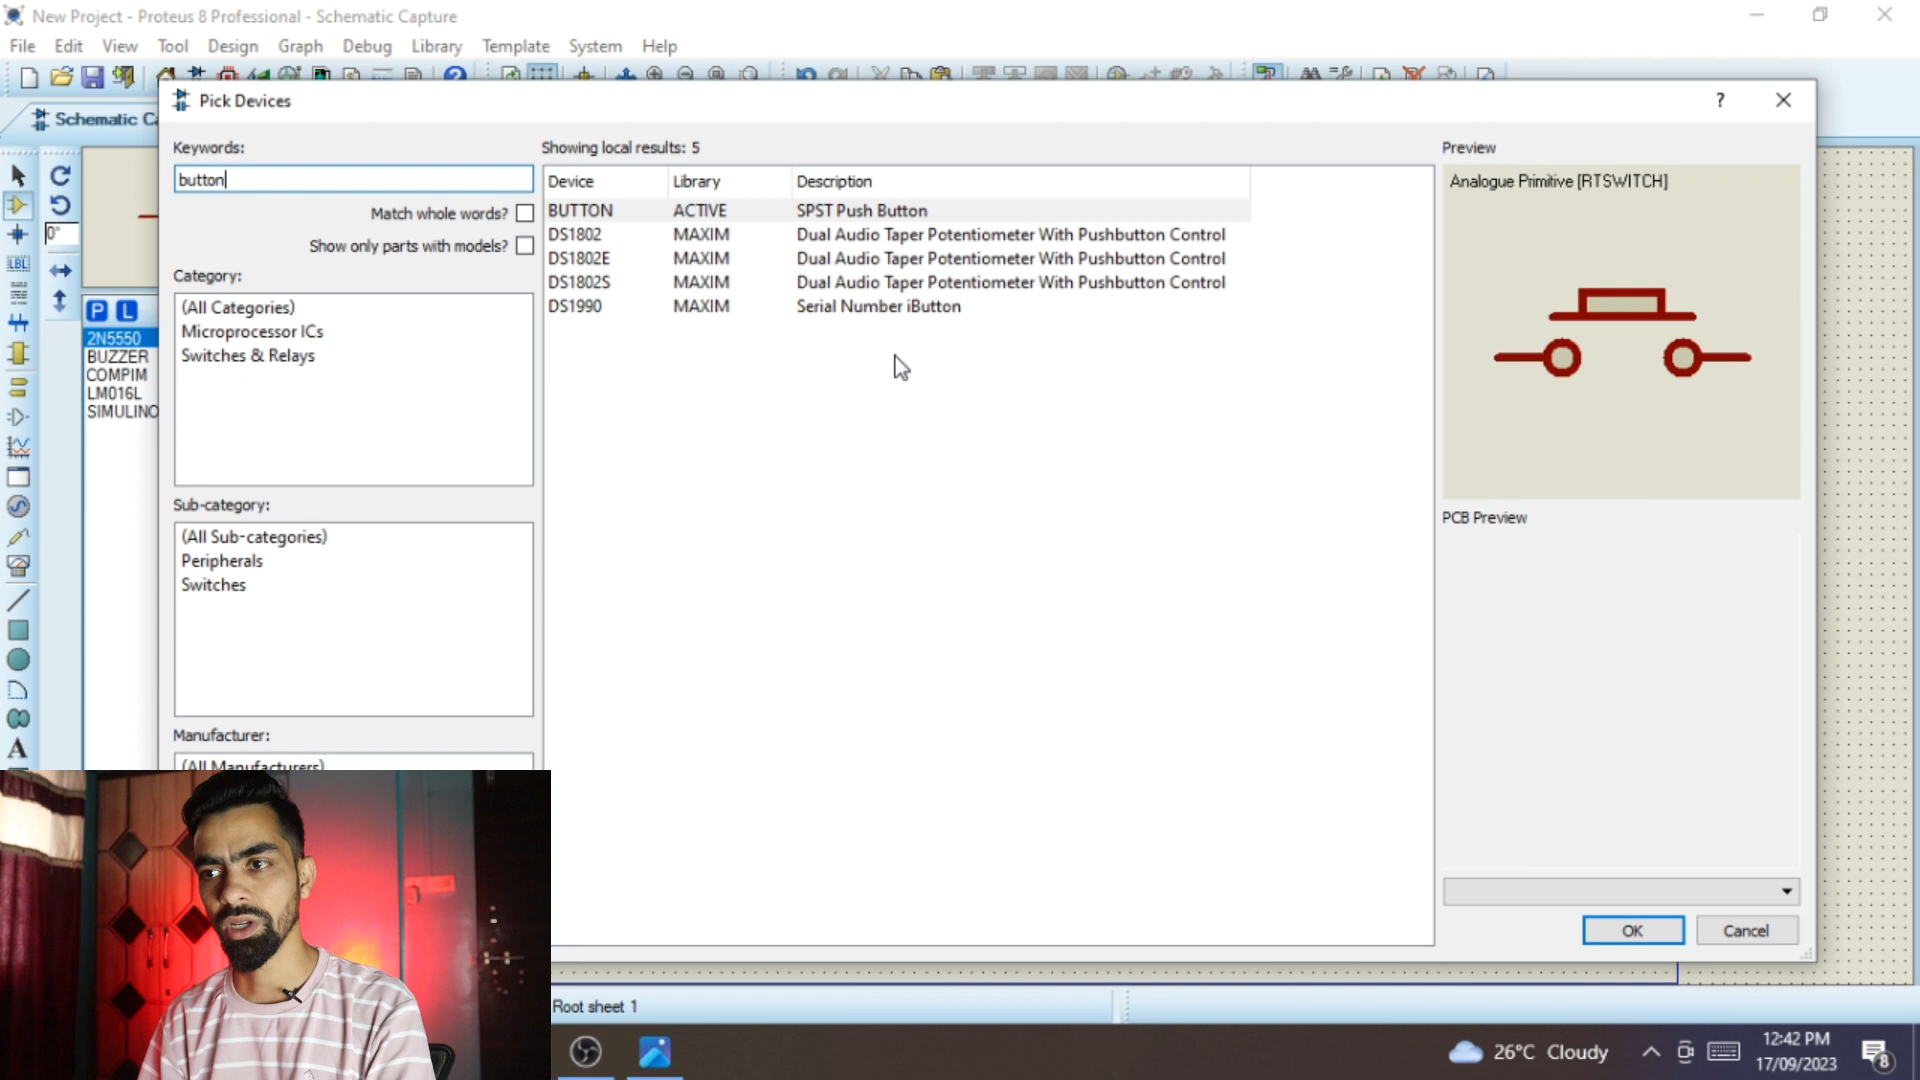 New Project - Proteus 8 Professional - Schematic Capture
File Edit View Tool Design Graph Debug Library Template System Help
Pick Devices
?
Schematic Ca
Keywords:
button
Match whole words?
Show only parts with models?
Category:
(All Categories)
Microprocessor ICs
Switches & Relays
Sub-category:
(All Sub-categories)
Peripherals
Switches
Manufacturer:
(All Manufacturers)
Showing local results: 5
Device Library Description
BUTTON ACTIVE SPST Push Button
DS1802 MAXIM Dual Audio Taper Potentiometer With Pushbutton Control
DS1802E MAXIM Dual Audio Taper Potentiometer With Pushbutton Control
DS1802S MAXIM Dual Audio Taper Potentiometer With Pushbutton Control
DS1990 MAXIM Serial Number iButton
Preview
Analogue Primitive [RTSWITCH]
PCB Preview
OK Cancel
0°
LBL
P L
2N5550
BUZZER
COMPIM
LM016L
SIMULINO
A
Root sheet 1
26°C Cloudy
12:42 PM
17/09/2023
8